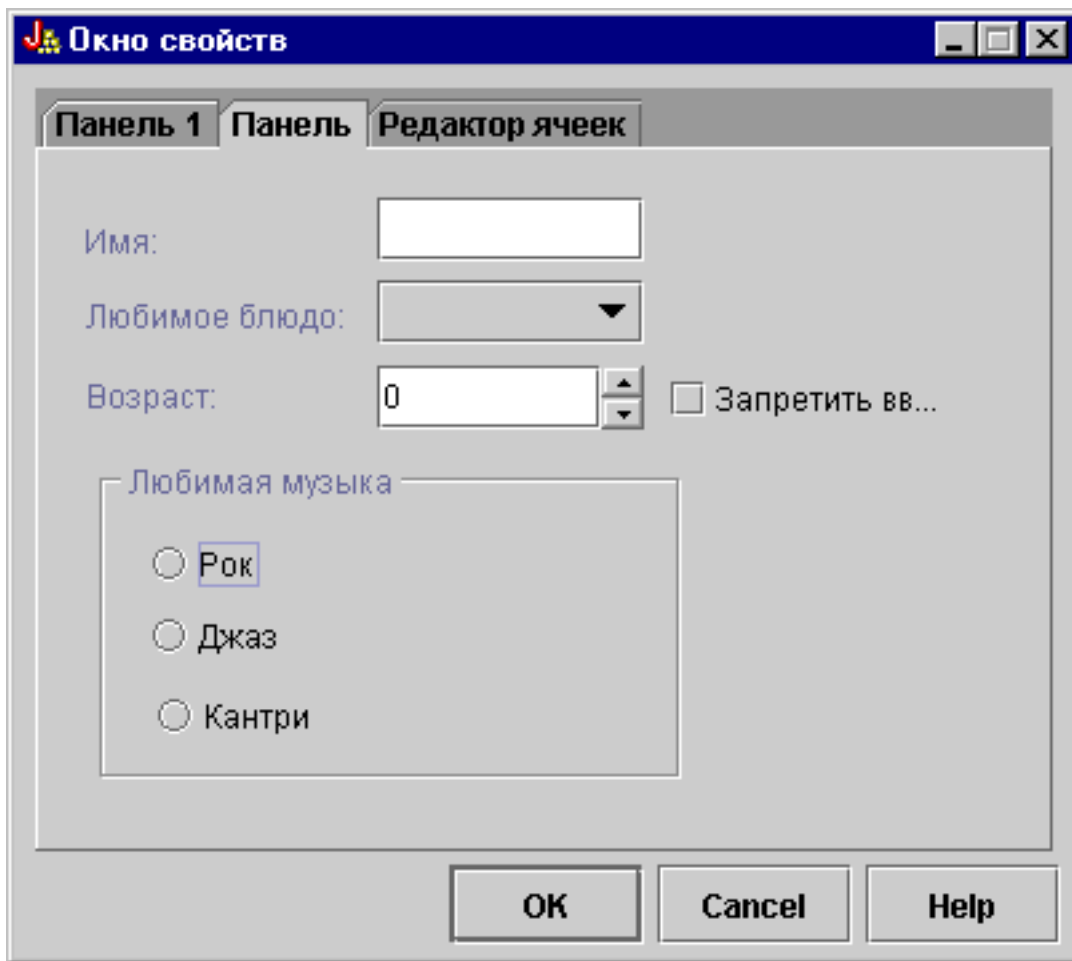 Окно свойств
Панель 1 Панель Редактор ячеек
Имя:
Любимое блюдо:
Возраст: 0 Запретить вв...
Любимая музыка
Рок
Джаз
Кантри
OK Cancel Help